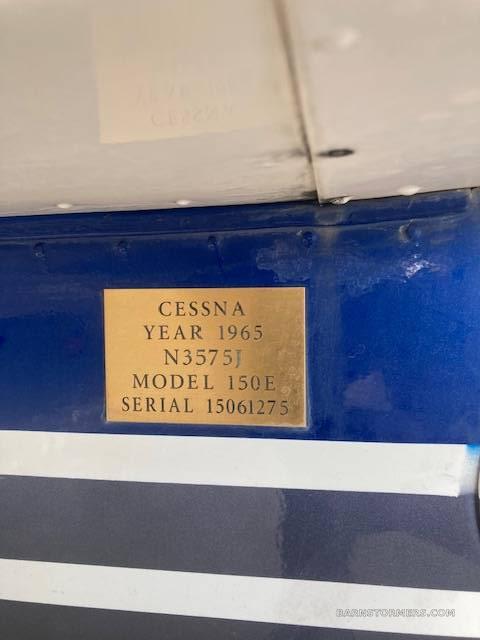 CESSNA
YEAR 1965
N3575J
MODEL 150E
SERIAL 15061275
BARNSTORMERS.COM